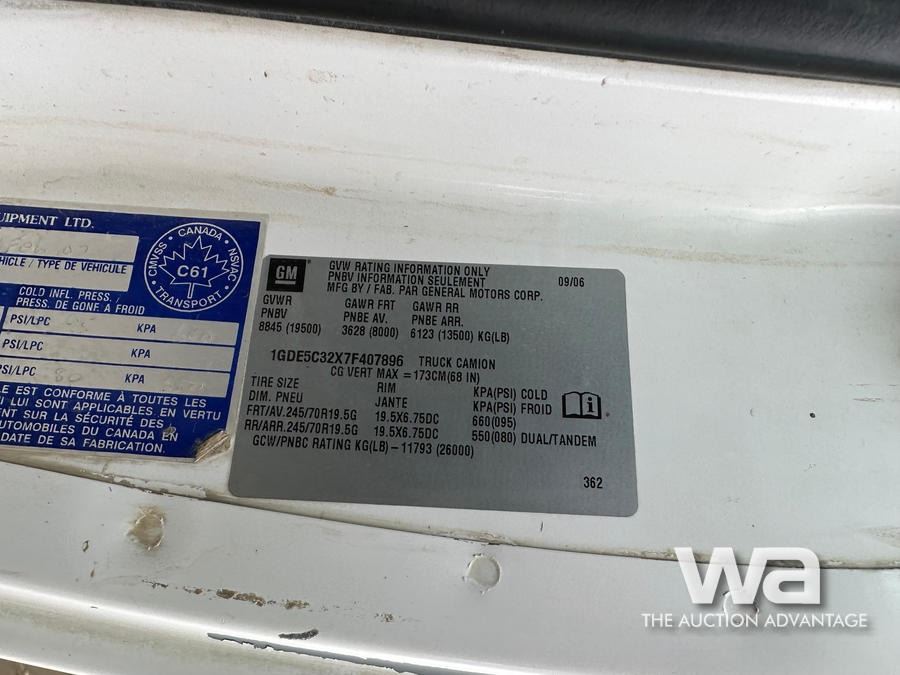 UIPMENT LTD.
EHICLE / TYPE DE VEHICULE
COLD INFL. PRESS./
PRESS. DE GONF. A FROID
PSI/LPC KPA
PSI/LPC KPA
PSI/LPC 80 KPA
LE EST CONFORME À TOUTES LES
I LUI SONT APPLICABLES EN VERTU
ENT SUR LA SÉCURITÉ DES
AUTOMOBILES DU CANADA EN
DATE DE SA FABRICATION.
CANADA
CMVSS
NSVAC
C61
TRANSPORT
GM
GVW RATING INFORMATION ONLY
PNBV INFORMATION SEULEMENT
MFG BY / FAB. PAR GENERAL MOTORS CORP.
09/06
GVWR GAWR FRT GAWR RR
PNBV PNBE AV. PNBE ARR.
8845 (19500) 3628 (8000) 6123 (13500) KG(LB)
1GDE5C32X7F407896 TRUCK CAMION
CG VERT MAX =173CM(68 IN)
TIRE SIZE RIM KPA(PSI) COLD
DIM. PNEU JANTE KPA(PSI) FROID
FRT/AV.245/70R19.5G 19.5X6.75DC 660(095)
RR/ARR.245/70R19.5G 19.5X6.75DC 550(080) DUAL/TANDEM
GCW/PNBC RATING KG(LB)-11793 (26000)
362
wa
THE AUCTION ADVANTAGE